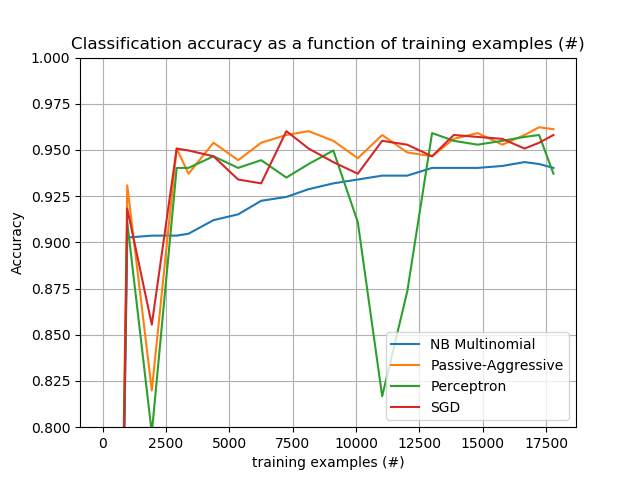 Classification accuracy as a function of training examples (#)
1.000
0.975
0.950
0.925
0.900
0.875
0.850
0.825
0.800
Accuracy
NB Multinomial
Passive-Aggressive
Perceptron
SGD
0 2500 5000 7500 10000 12500 15000 17500
training examples (#)